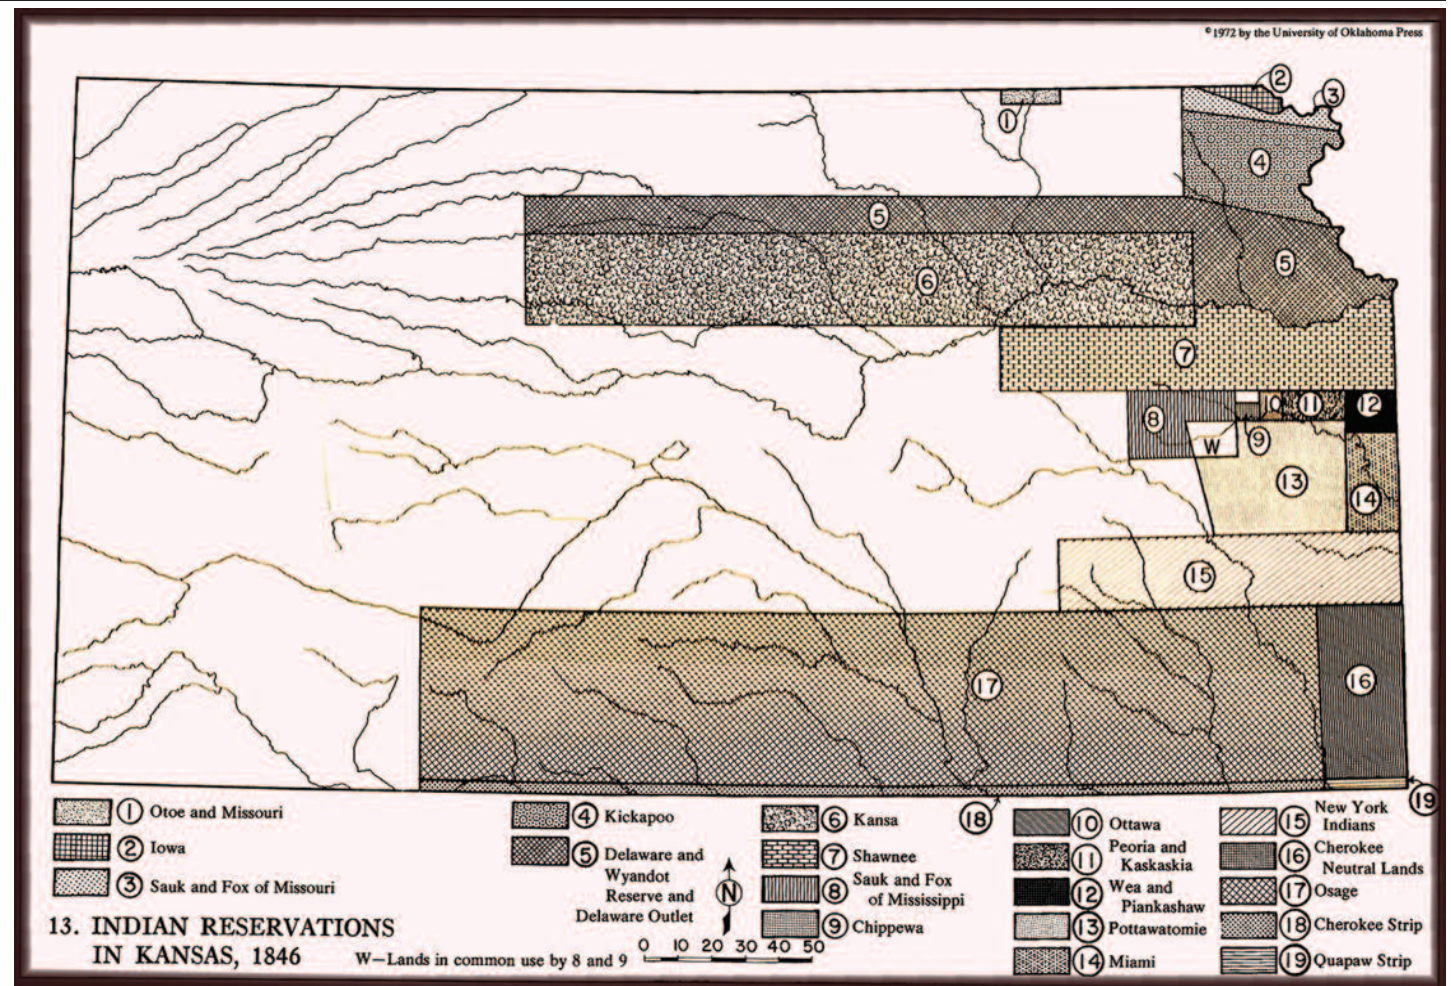 © 1972 by the University of Oklahoma Press
2
3
1
4
5
5
6
7
8
10
11
12
9
W
13
14
15
16
17
18
19
1 Otoe and Missouri
2 Iowa
3 Sauk and Fox of Missouri
4 Kickapoo
5 Delaware and
Wyandot
Reserve and
Delaware Outlet
N
6 Kansa
7 Shawnee
8 Sauk and Fox
of Mississippi
9 Chippewa
10 Ottawa
11 Peoria and
Kaskaskia
12 Wea and
Piankashaw
13 Pottawatomie
14 Miami
15 New York
Indians
16 Cherokee
Neutral Lands
17 Osage
18 Cherokee Strip
19 Quapaw Strip
13. INDIAN RESERVATIONS
IN KANSAS, 1846
W—Lands in common use by 8 and 9
0 10 20 30 40 50